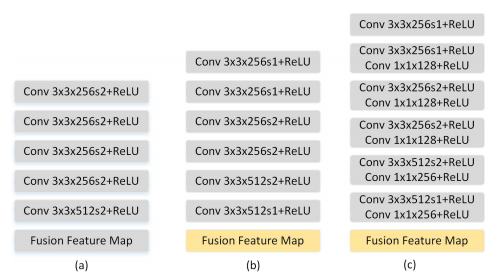 Conv 3x3x256s2+ReLU
Conv 3x3x256s2+ReLU
Conv 3x3x256s2+ReLU
Conv 3x3x256s2+ReLU
Conv 3x3x512s2+ReLU
Fusion Feature Map
(a)
Conv 3x3x256s1+ReLU
Conv 3x3x256s1+ReLU
Conv 3x3x256s2+ReLU
Conv 3x3x256s2+ReLU
Conv 3x3x512s2+ReLU
Conv 3x3x512s1+ReLU
Fusion Feature Map
(b)
Conv 3x3x256s1+ReLU
Conv 3x3x256s1+ReLU
Conv 1x1x128+ReLU
Conv 3x3x256s2+ReLU
Conv 1x1x128+ReLU
Conv 3x3x256s2+ReLU
Conv 1x1x128+ReLU
Conv 3x3x512s2+ReLU
Conv 1x1x256+ReLU
Conv 3x3x512s1+ReLU
Conv 1x1x256+ReLU
Fusion Feature Map
(c)